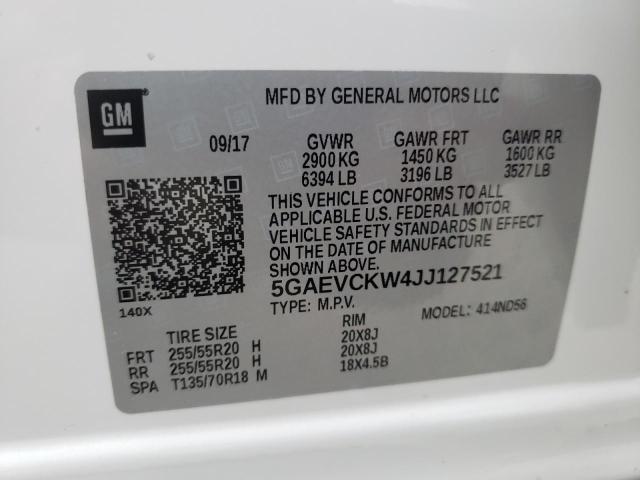 GM
MFD BY GENERAL MOTORS LLC
09/17 GVWR GAWR FRT GAWR RR
2900 KG 1450 KG 1600 KG
6394 LB 3196 LB 3527 LB
THIS VEHICLE CONFORMS TO ALL
APPLICABLE U.S. FEDERAL MOTOR
VEHICLE SAFETY STANDARDS IN EFFECT
ON THE DATE OF MANUFACTURE
SHOWN ABOVE.
5GAEVCKW4JJ127521
140X TYPE: M.P.V. MODEL: 414ND56
TIRE SIZE RIM
FRT 255/55R20 H 20X8J
RR 255/55R20 H 20X8J
SPA T135/70R18 M 18X4.5B